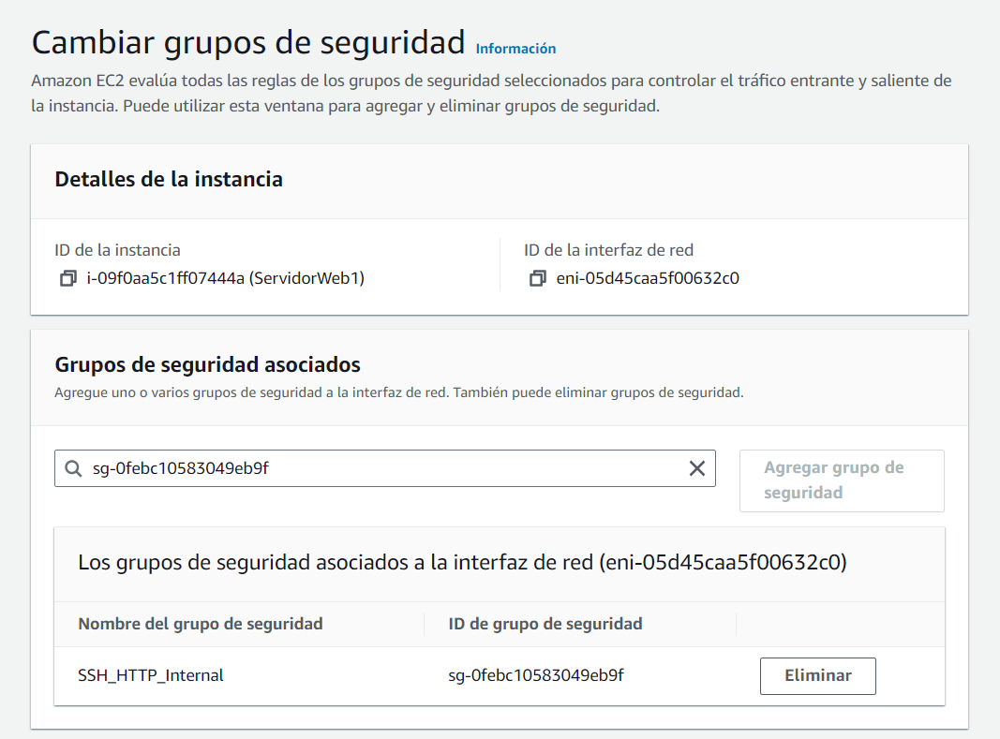 Cambiar grupos de seguridad Información
Amazon EC2 evalúa todas las reglas de los grupos de seguridad seleccionados para controlar el tráfico entrante y saliente de
la instancia. Puede utilizar esta ventana para agregar y eliminar grupos de seguridad.
Detalles de la instancia
ID de la instancia
i-09f0aa5c1ff07444a (ServidorWeb1)
ID de la interfaz de red
eni-05d45caa5f00632c0
Grupos de seguridad asociados
Agregue uno o varios grupos de seguridad a la interfaz de red. También puede eliminar grupos de seguridad.
sg-0febc10583049eb9f
Agregar grupo de
seguridad
Los grupos de seguridad asociados a la interfaz de red (eni-05d45caa5f00632c0)
Nombre del grupo de seguridad ID de grupo de seguridad
SSH_HTTP_Internal sg-0febc10583049eb9f Eliminar